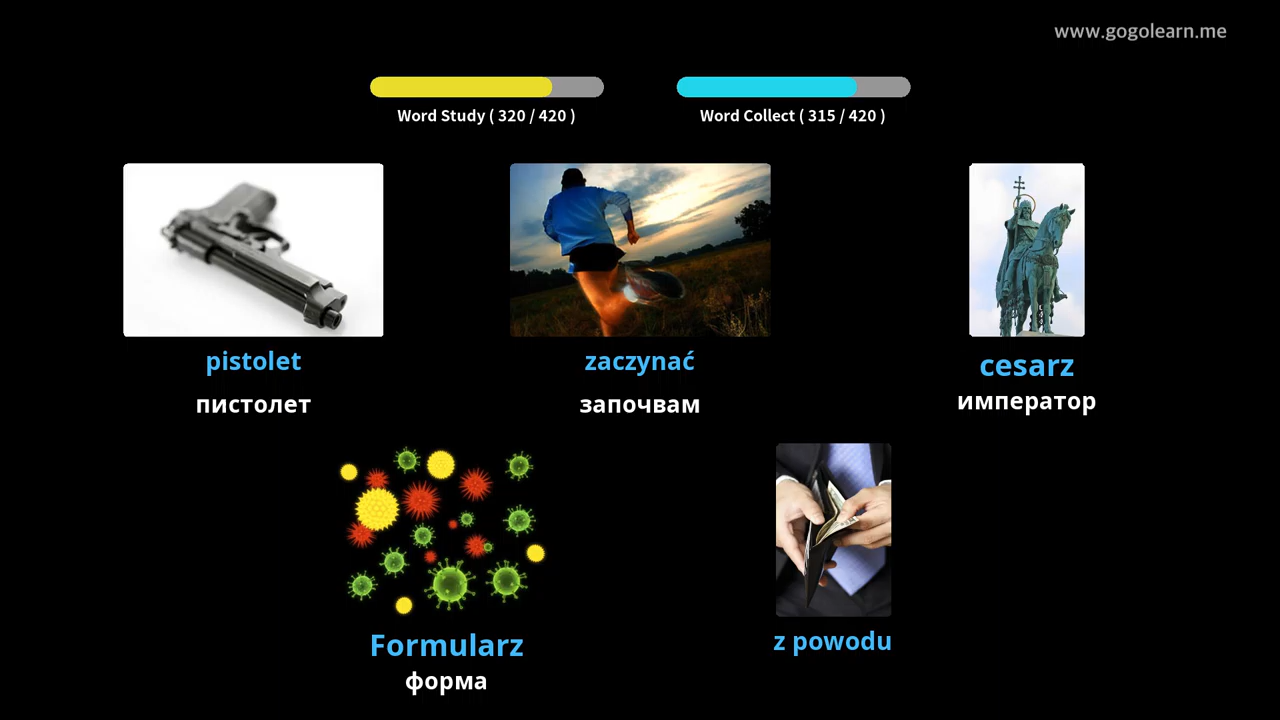 www.gogolearn.me
Word Study ( 320 / 420 )
Word Collect ( 315 / 420 )
pistolet
пистолет
zaczynać
започвам
cesarz
император
Formularz
форма
z powodu